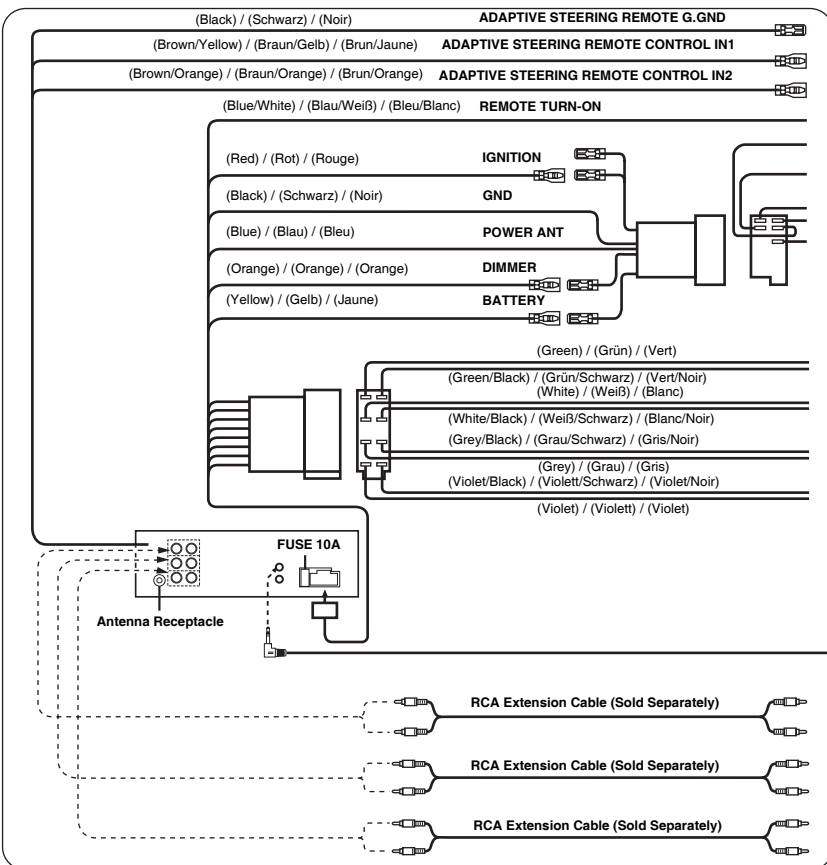 (Black) / (Schwarz) / (Noir) ADAPTIVE STEERING REMOTE G.GND
(Brown/Yellow) / (Braun/Gelb) / (Brun/Jaune) ADAPTIVE STEERING REMOTE CONTROL IN1
(Brown/Orange) / (Braun/Orange) / (Brun/Orange) ADAPTIVE STEERING REMOTE CONTROL IN2
(Blue/White) / (Blau/Weiß) / (Bleu/Blanc) REMOTE TURN-ON
(Red) / (Rot) / (Rouge) IGNITION
(Black) / (Schwarz) / (Noir) GND
(Blue) / (Blau) / (Bleu) POWER ANT
(Orange) / (Orange) / (Orange) DIMMER
(Yellow) / (Gelb) / (Jaune) BATTERY
(Green) / (Grün) / (Vert)
(Green/Black) / (Grün/Schwarz) / (Vert/Noir)
(White) / (Weiß) / (Blanc)
(White/Black) / (Weiß/Schwarz) / (Blanc/Noir)
(Grey/Black) / (Grau/Schwarz) / (Gris/Noir)
(Grey) / (Grau) / (Gris)
(Violet/Black) / (Violett/Schwarz) / (Violet/Noir)
(Violet) / (Violett) / (Violet)
FUSE 10A
Antenna Receptacle
RCA Extension Cable (Sold Separately)
RCA Extension Cable (Sold Separately)
RCA Extension Cable (Sold Separately)